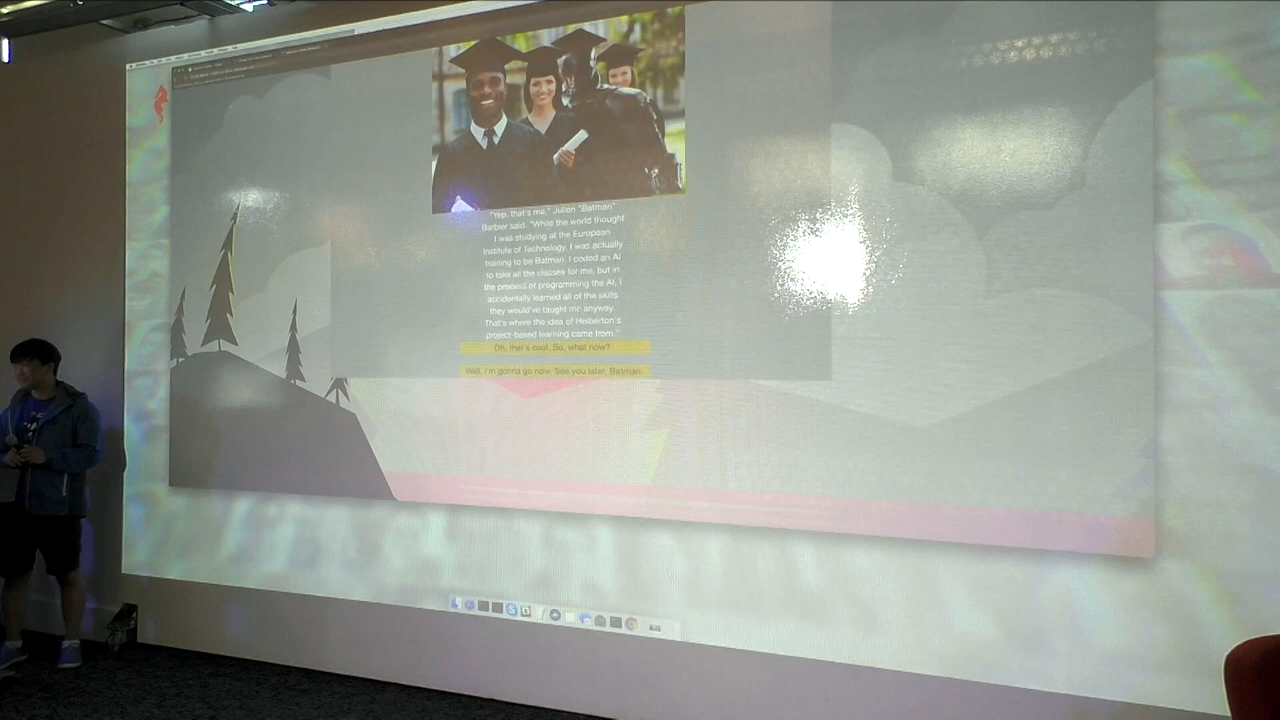 "Yep, that's me," Julien "Batman"
Barbier said. "While the world thought
I was studying at the European
Institute of Technology, I was actually
training to be Batman. I coded an AI
to take all the classes for me, but in
the process of programming the AI, I
accidentally learned all of the skills
they would've taught me anyway.
That's where the idea of Holberton's
project-based learning came from."
Oh, that's cool. So, what now?
Well, I'm gonna go now. See you later, Batman.